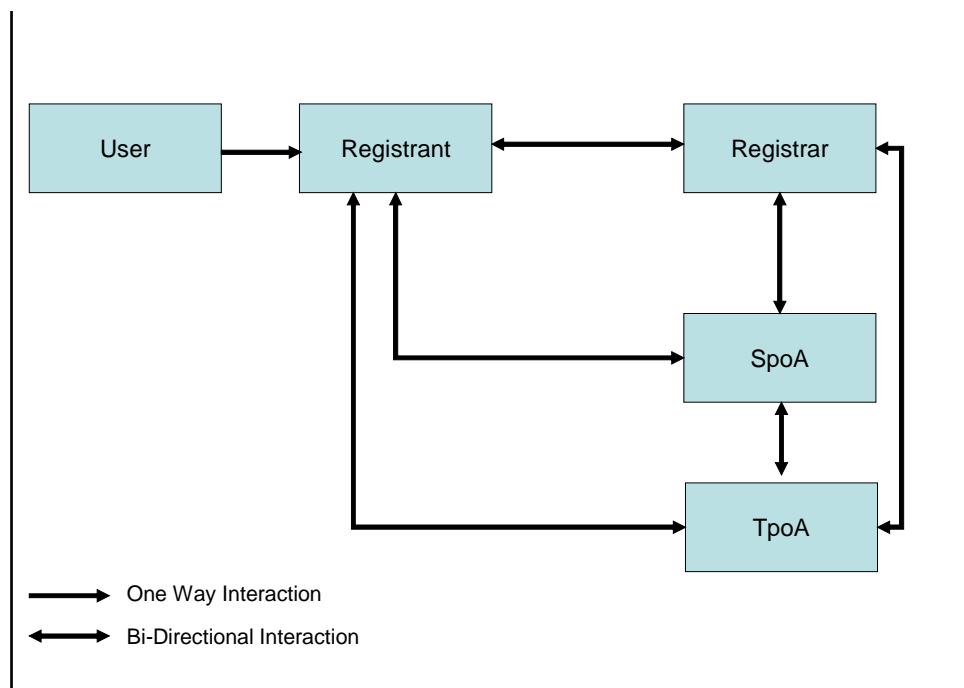 User
Registrant
Registrar
SpoA
TpoA
One Way Interaction
Bi-Directional Interaction